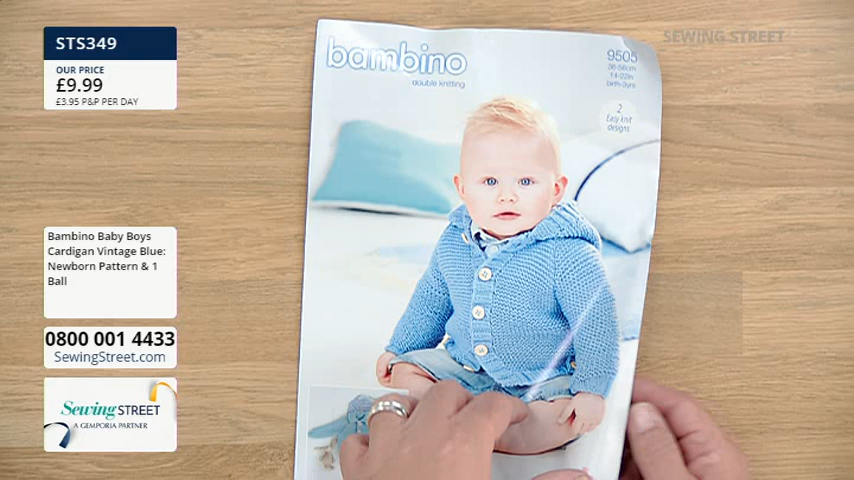 STS349
OUR PRICE
£9.99
£3.95 P&P PER DAY
Bambino Baby Boys
Cardigan Vintage Blue:
Newborn Pattern & 1
Ball
0800 001 4433
SewingStreet.com
Sewing STREET
A GEMPORIA PARTNER
SEWING STREET
bambino
double knitting
9505
36-56cm
14-22in
birth-3yrs
2
Easy knit
designs